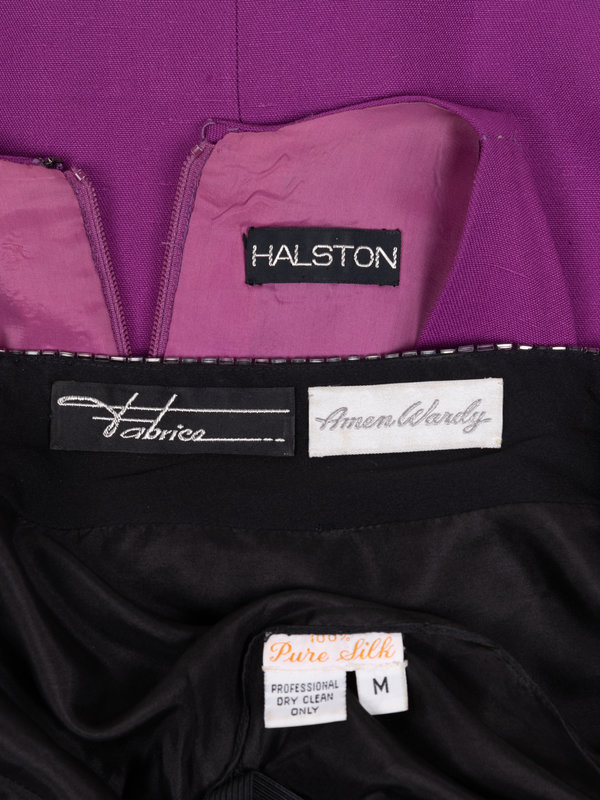 HALSTON
Fabrice
Amen Wardy
100%
Pure Silk
PROFESSIONAL
DRY CLEAN
ONLY
M